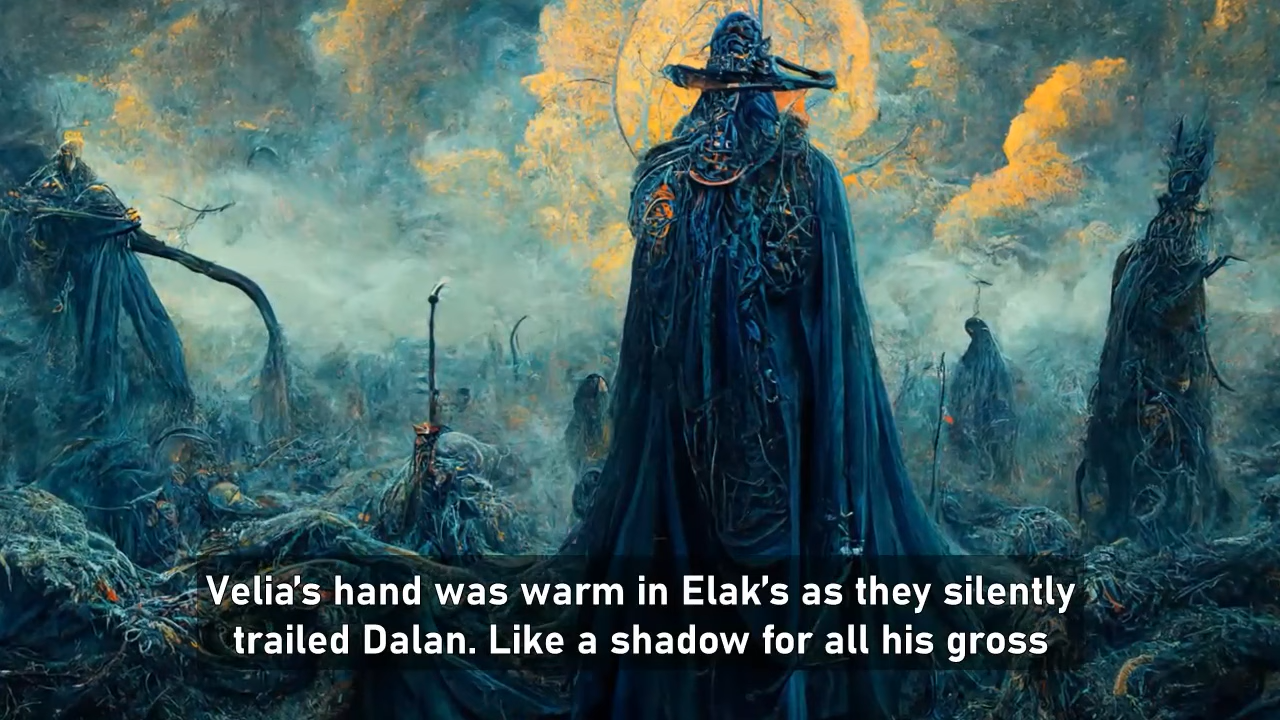 Velia’s hand was warm in Elak’s as they silently
trailed Dalan. Like a shadow for all his gross